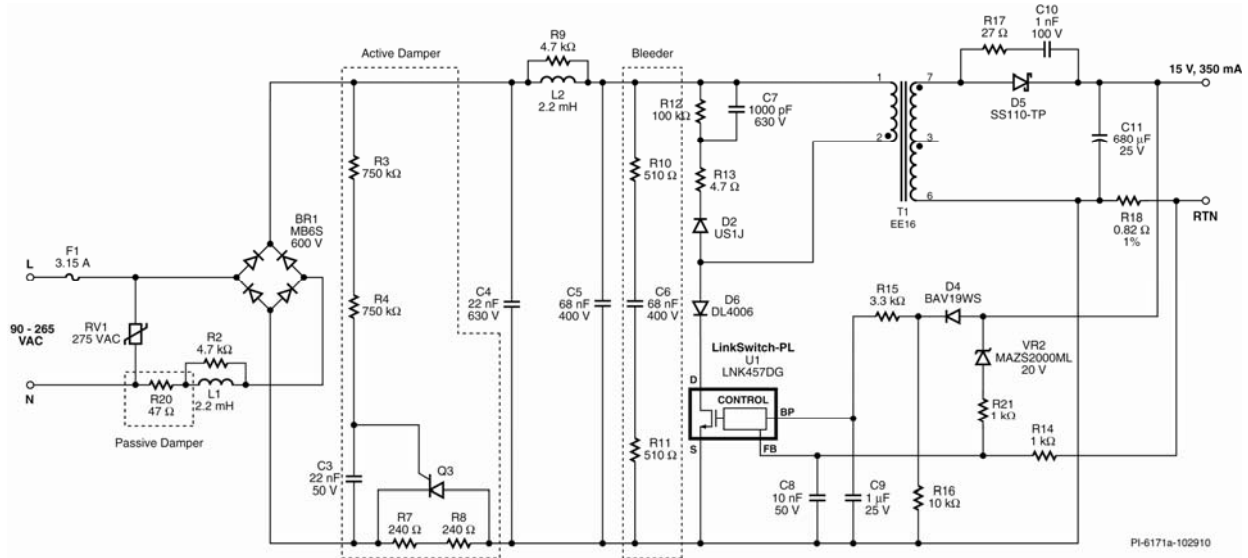 Active Damper
R9
4.7 kΩ
L2
2.2 mH
Bleeder
R17
27 Ω
C10
1 nF
100 V
15 V, 350 mA
D5
SS110-TP
C11
680 µF
25 V
R12
100 kΩ
C7
1000 pF
630 V
1
2
7
3
6
T1
EE16
R3
750 kΩ
R10
510 Ω
R13
4.7 Ω
D2
US1J
R18
0.82 Ω
1%
RTN
BR1
MB6S
600 V
F1
3.15 A
L
RV1
275 VAC
90 - 265
VAC
R2
4.7 kΩ
N
R20
47 Ω
L1
2.2 mH
Passive Damper
R4
750 kΩ
C4
22 nF
630 V
C5
68 nF
400 V
C6
68 nF
400 V
D6
DL4006
R15
3.3 kΩ
D4
BAV19WS
VR2
MAZS2000ML
20 V
LinkSwitch-PL
U1
LNK457DG
D
CONTROL
BP
S
FB
R21
1 kΩ
R14
1 kΩ
C3
22 nF
50 V
Q3
R7
240 Ω
R8
240 Ω
R11
510 Ω
C8
10 nF
50 V
C9
1 µF
25 V
R16
10 kΩ
PI-6171a-102910